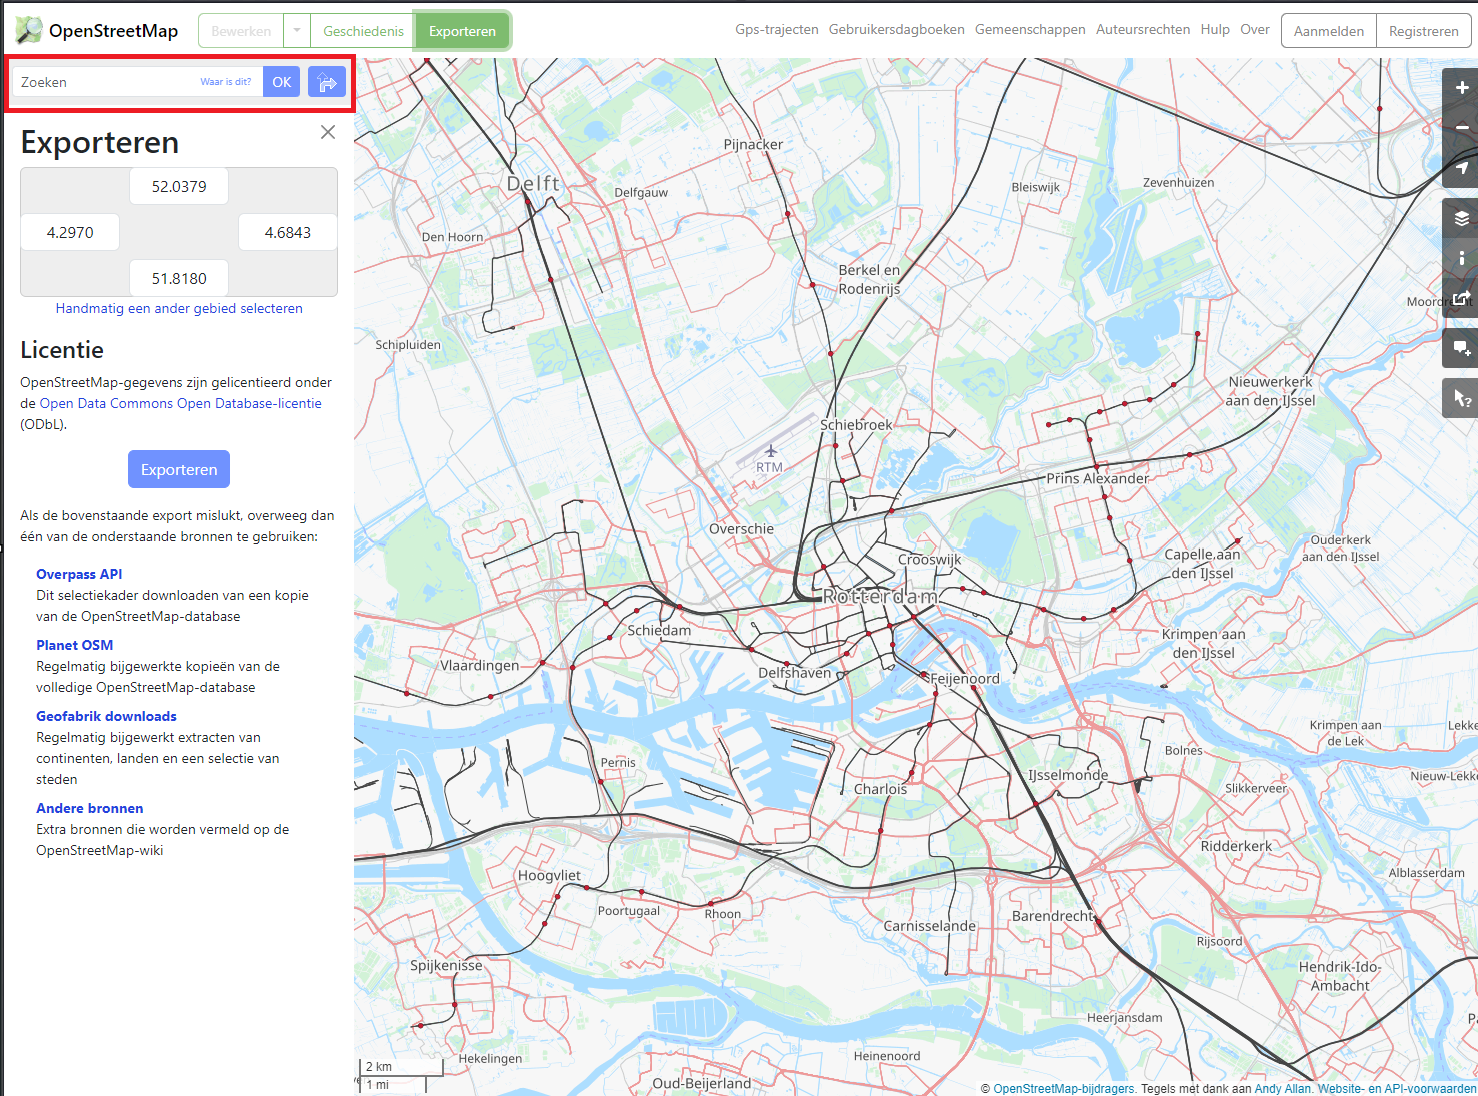 OpenStreetMap
Bewerken
Geschiedenis
Exporteren
Gps-trajecten
Gebruikersdagboeken
Gemeenschappen
Auteursrechten
Hulp
Over
Aanmelden
Registreren
Zoeken
Waar is dit?
OK
Exporteren
52.0379
4.2970
4.6843
51.8180
Handmatig een ander gebied selecteren
Licentie
OpenStreetMap-gegevens zijn gelicentieerd onder
de Open Data Commons Open Database-licentie
(ODbL).
Exporteren
Als de bovenstaande export mislukt, overweeg dan
één van de onderstaande bronnen te gebruiken:
Overpass API
Dit selectiekader downloaden van een kopie
van de OpenStreetMap-database
Planet OSM
Regelmatig bijgewerkte kopieën van de
volledige OpenStreetMap-database
Geofabrik downloads
Regelmatig bijgewerkt extracten van
continenten, landen en een selectie van
steden
Andere bronnen
Extra bronnen die worden vermeld op de
OpenStreetMap-wiki
Pijnacker
Delft
Delfgauw
Bleiswijk
Zevenhuizen
Den Hoorn
Berkel en
Rodenrijs
Schipluiden
Nieuwerkerk
aan den IJssel
Schiebroek
RTM
Prins Alexander
Overschie
Ouderkerk
aan den IJssel
Crooswijk
Capelle aan
den IJssel
Rotterdam
Schiedam
Krimpen aan
den IJssel
Vlaardingen
Delfshaven
Feijenoord
Krimpen aan
de Lek
Lekke
Bolnes
Pernis
IJsselmonde
Nieuw-Lekke
Charlois
Slikkerveer
Ridderkerk
Hoogvliet
Alblasserdam
Poortugaal
Rhoon
Barendrecht
Carnisselande
Rijsoord
Spijkenisse
Hendrik-Ido-
Ambacht
Heerjansdam
Hekelingen
Heinenoord
Oud-Beijerland
2 km
1 mi
© OpenStreetMap-bijdragers. Tegels met dank aan Andy Allan. Website- en API-voorwaarden